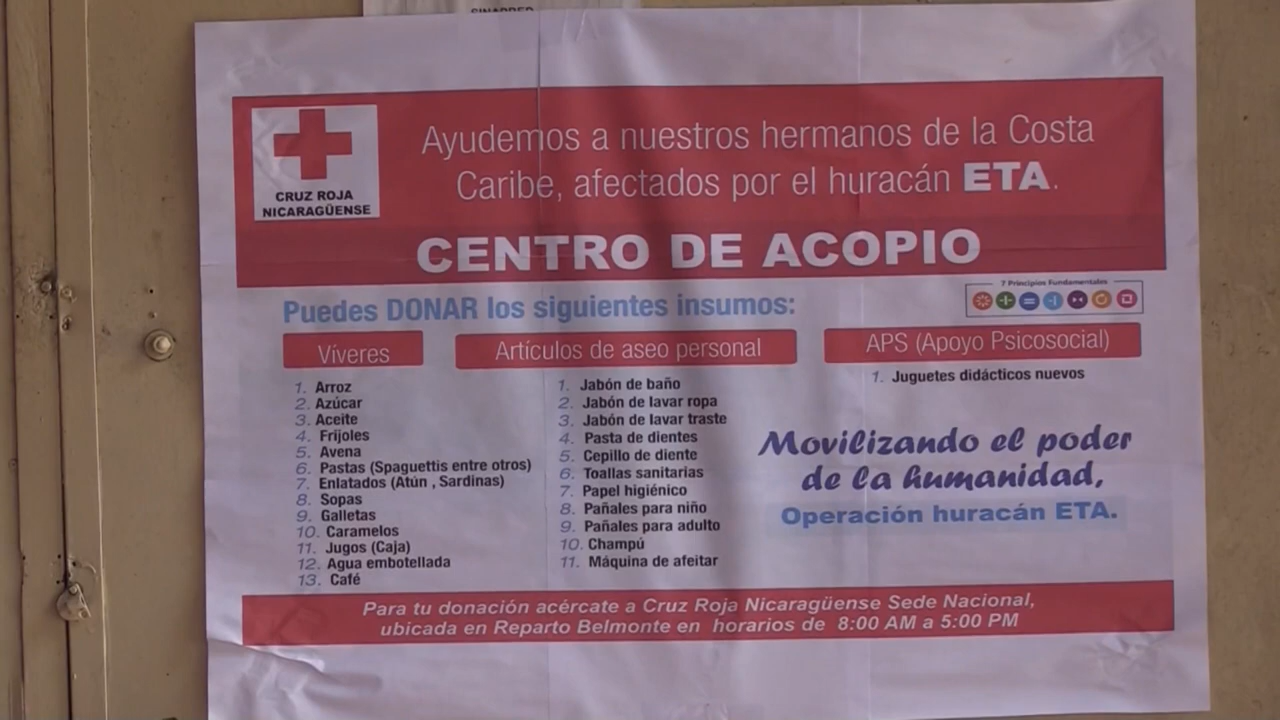 SINAPRED
CRUZ ROJA
NICARAGÜENSE
Ayudemos a nuestros hermanos de la Costa
Caribe, afectados por el huracán ETA.
CENTRO DE ACOPIO
7 Principios Fundamentales
Puedes DONAR los siguientes insumos:
Víveres
1. Arroz
2. Azúcar
3. Aceite
4. Frijoles
5. Avena
6. Pastas (Spaguettis entre otros)
7. Enlatados (Atún , Sardinas)
8. Sopas
9. Galletas
10. Caramelos
11. Jugos (Caja)
12. Agua embotellada
13. Café
Artículos de aseo personal
1. Jabón de baño
2. Jabón de lavar ropa
3. Jabón de lavar traste
4. Pasta de dientes
5. Cepillo de diente
6. Toallas sanitarias
7. Papel higiénico
8. Pañales para niño
9. Pañales para adulto
10. Champú
11. Máquina de afeitar
APS (Apoyo Psicosocial)
1. Juguetes didácticos nuevos
Movilizando el poder
de la humanidad,
Operación huracán ETA.
Para tu donación acércate a Cruz Roja Nicaragüense Sede Nacional,
ubicada en Reparto Belmonte en horarios de 8:00 AM a 5:00 PM